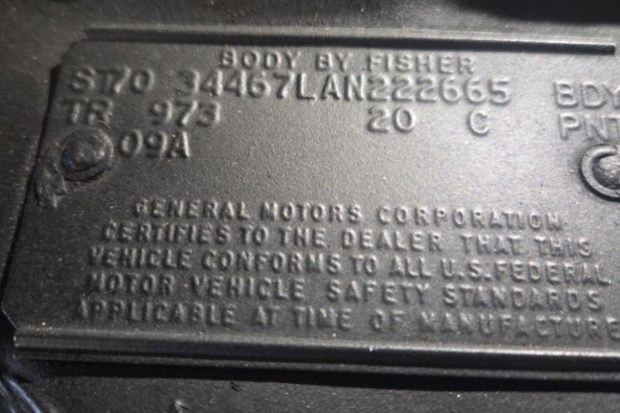 BODY BY FISHER
ST70 34467LAN222665 BDY
TR 973 20 C PNT
09A
GENERAL MOTORS CORPORATION
CERTIFIES TO THE DEALER THAT THIS
VEHICLE CONFORMS TO ALL U.S. FEDERAL
MOTOR VEHICLE SAFETY STANDARDS
APPLICABLE AT TIME OF MANUFACTURE